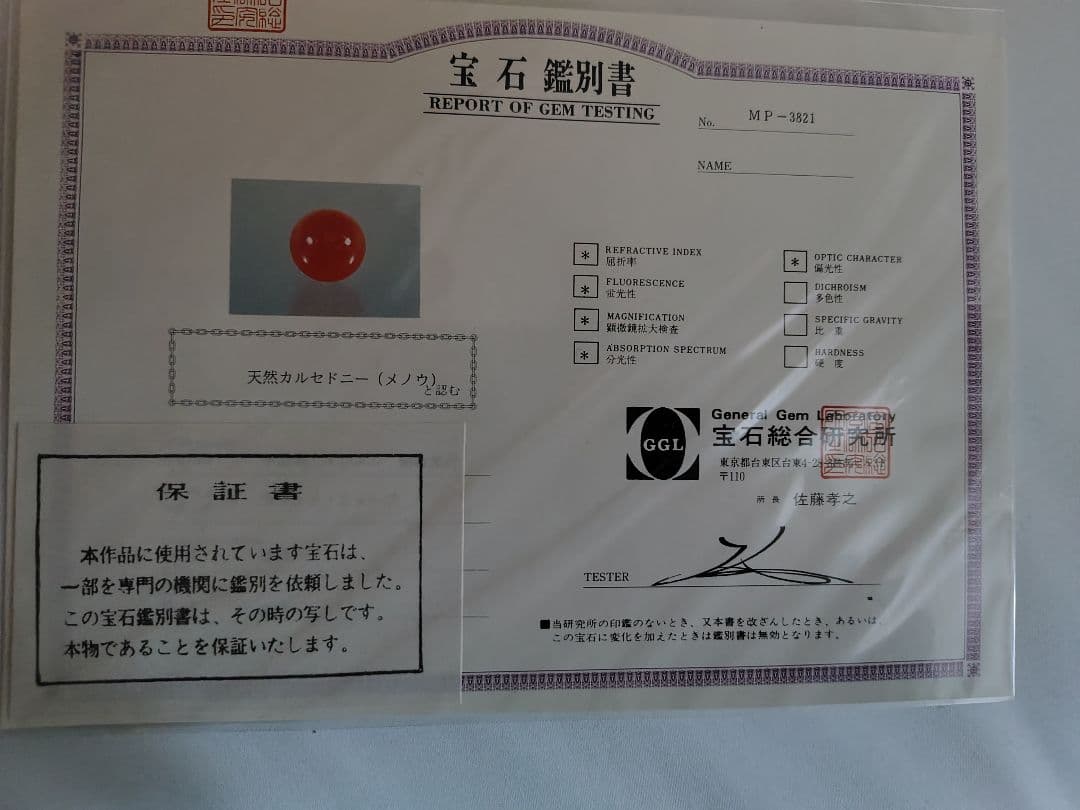 宝石鑑別書
REPORT OF GEM TESTING
No. MP-3821
NAME
天然カルセドニー（メノウ）
と認む
* REFRACTIVE INDEX
屈折率
* FLUORESCENCE
蛍光性
* MAGNIFICATION
顕微鏡拡大検査
* ABSORPTION SPECTRUM
分光性
* OPTIC CHARACTER
偏光性
DICHROISM
多色性
SPECIFIC GRAVITY
比重
HARDNESS
硬度
GGL
General Gem Laboratory
宝石総合研究所
東京都台東区台東4-28
〒110
所長 佐藤孝之
TESTER
■当研究所の印鑑のないとき、又本書を改ざんしたとき、あるいは、
この宝石に変化を加えたときは鑑別書は無効となります。
保証書
本作品に使用されています宝石は、
一部を専門の機関に鑑別を依頼しました。
この宝石鑑別書は、その時の写しです。
本物であることを保証いたします。